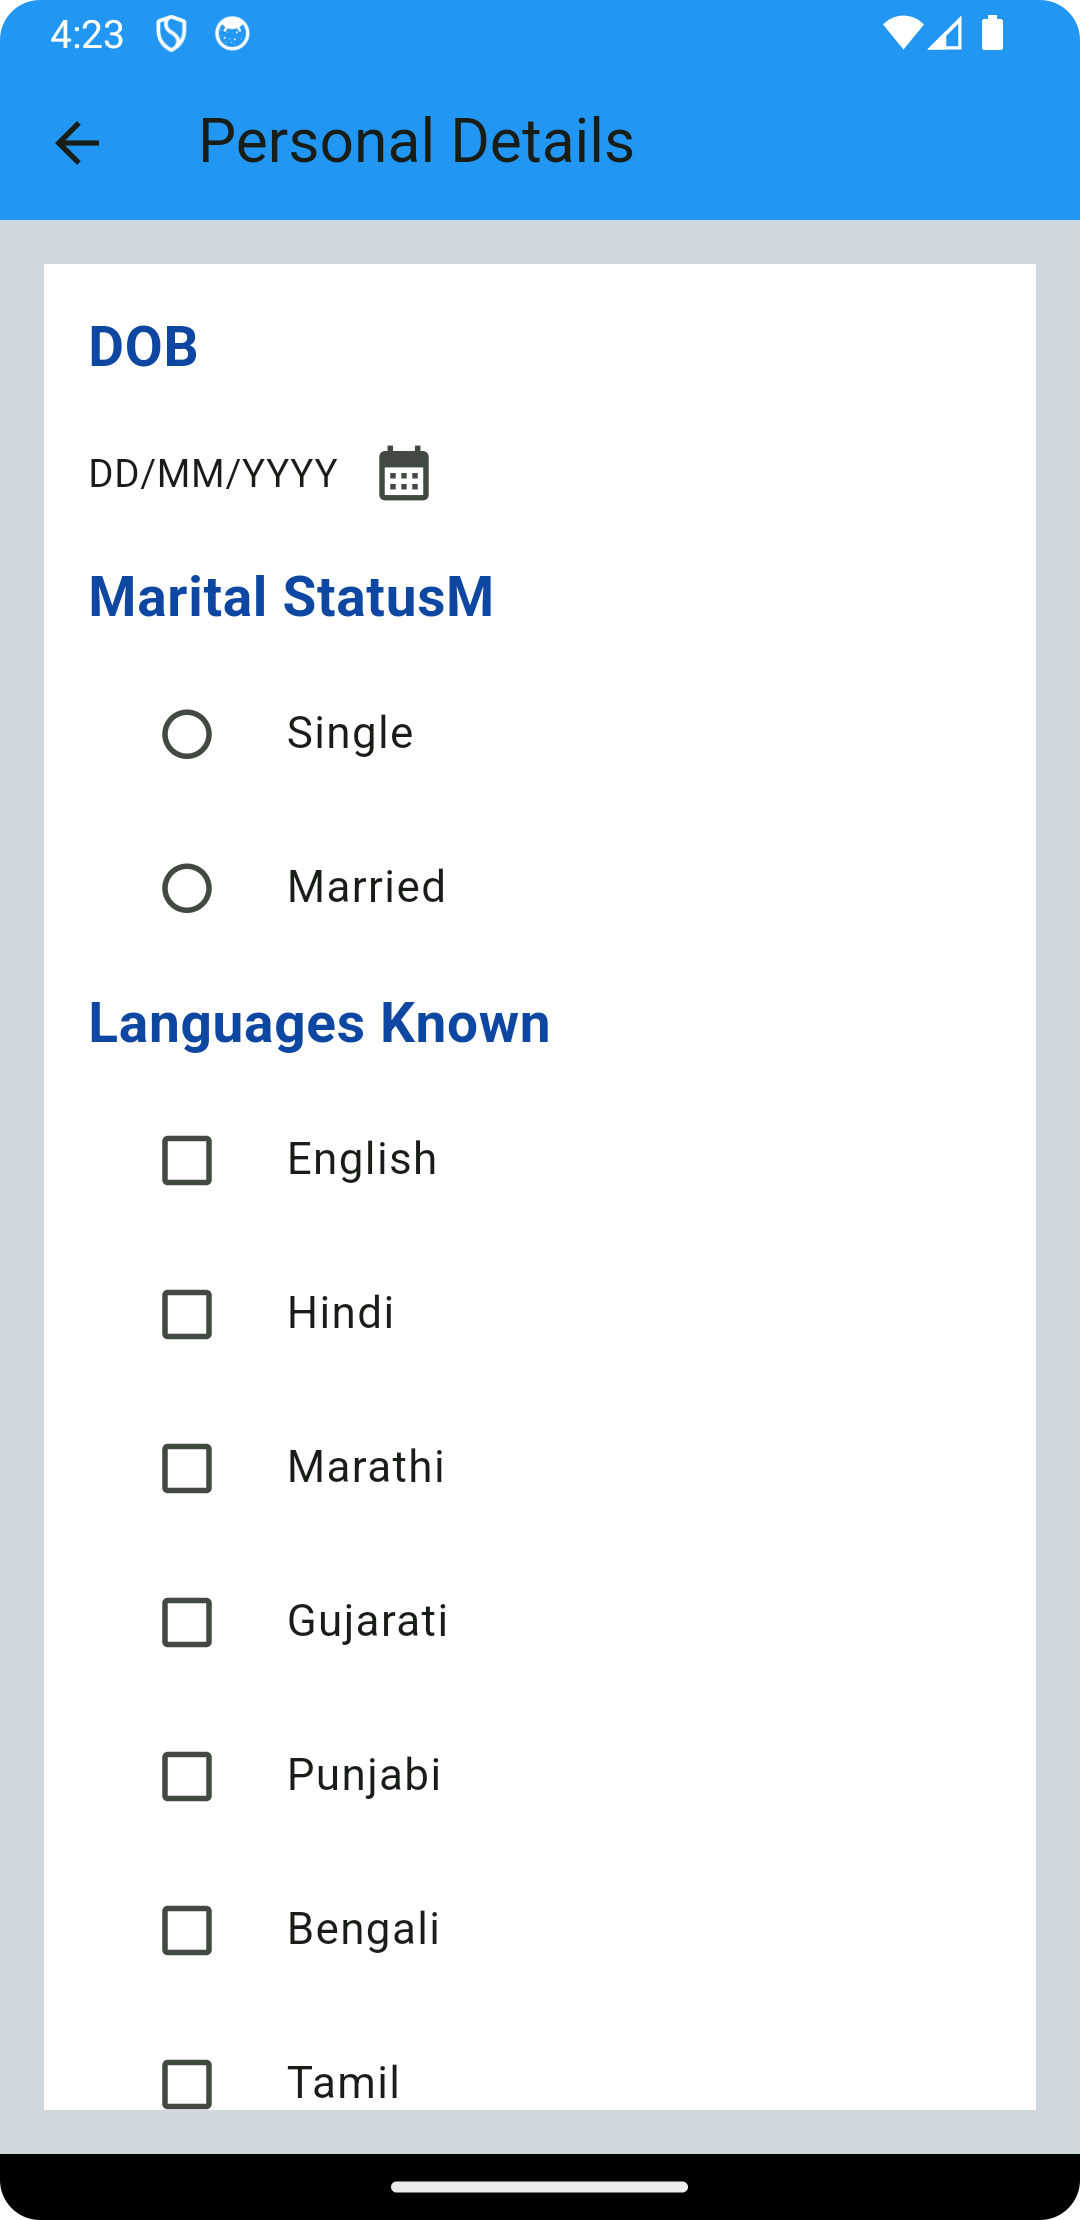 4:23
Personal Details
DOB
DD/MM/YYYY
Marital StatusM
Single
Married
Languages Known
English
Hindi
Marathi
Gujarati
Punjabi
Bengali
Tamil